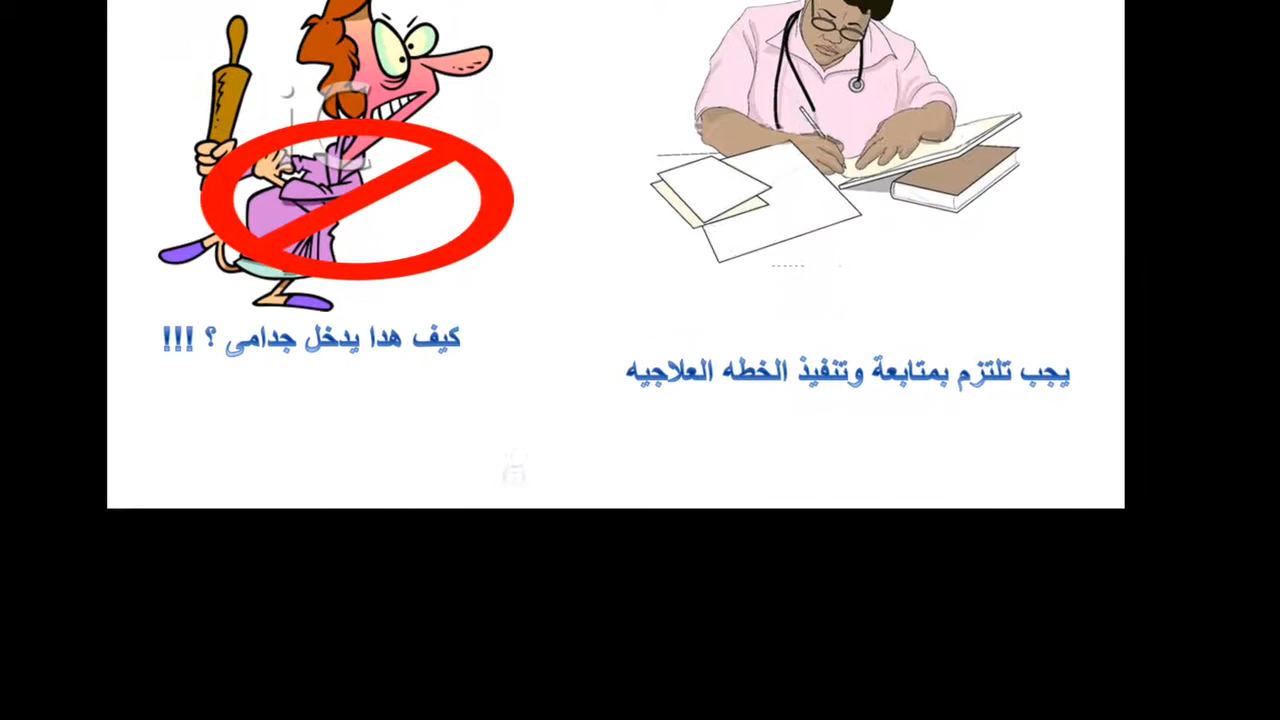 كيف هدا يدخل جدامى ؟ !!!
يجب تلتزم بمتابعة وتنفيذ الخطه العلاجيه